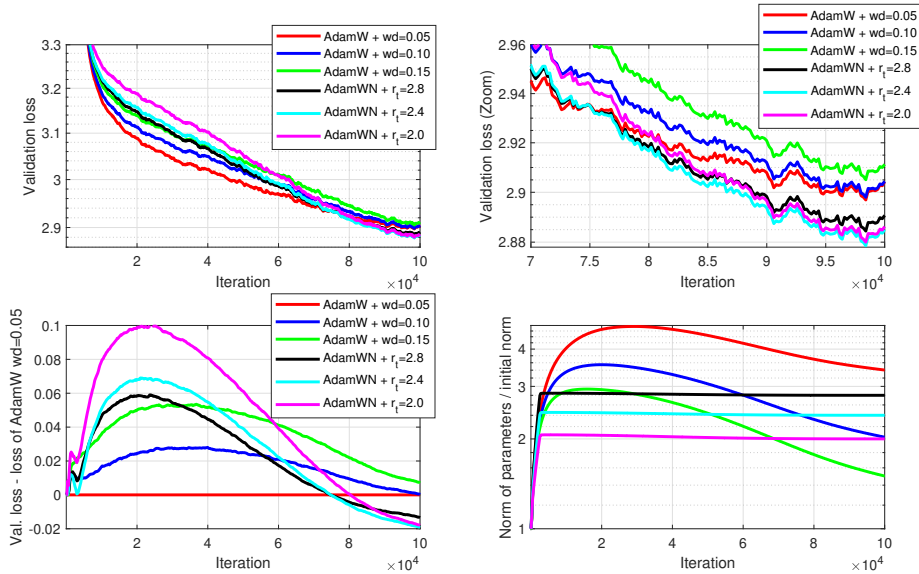 Validation loss
3.3
3.2
3.1
3
2.9
2
4
6
8
10
Iteration
×10⁴
AdamW + wd=0.05
AdamW + wd=0.10
AdamW + wd=0.15
AdamWN + r_t=2.8
AdamWN + r_t=2.4
AdamWN + r_t=2.0
Validation loss (Zoom)
2.96
2.94
2.92
2.9
2.88
7
7.5
8
8.5
9
9.5
10
Iteration
×10⁴
AdamW + wd=0.05
AdamW + wd=0.10
AdamW + wd=0.15
AdamWN + r_t=2.8
AdamWN + r_t=2.4
AdamWN + r_t=2.0
Val. loss - loss of AdamW wd=0.05
0.1
0.08
0.06
0.04
0.02
0
-0.02
2
4
6
8
10
Iteration
×10⁴
AdamW + wd=0.05
AdamW + wd=0.10
AdamW + wd=0.15
AdamWN + r_t=2.8
AdamWN + r_t=2.4
AdamWN + r_t=2.0
Norm of parameters / initial norm
4
3
2
1
2
4
6
8
10
Iteration
×10⁴